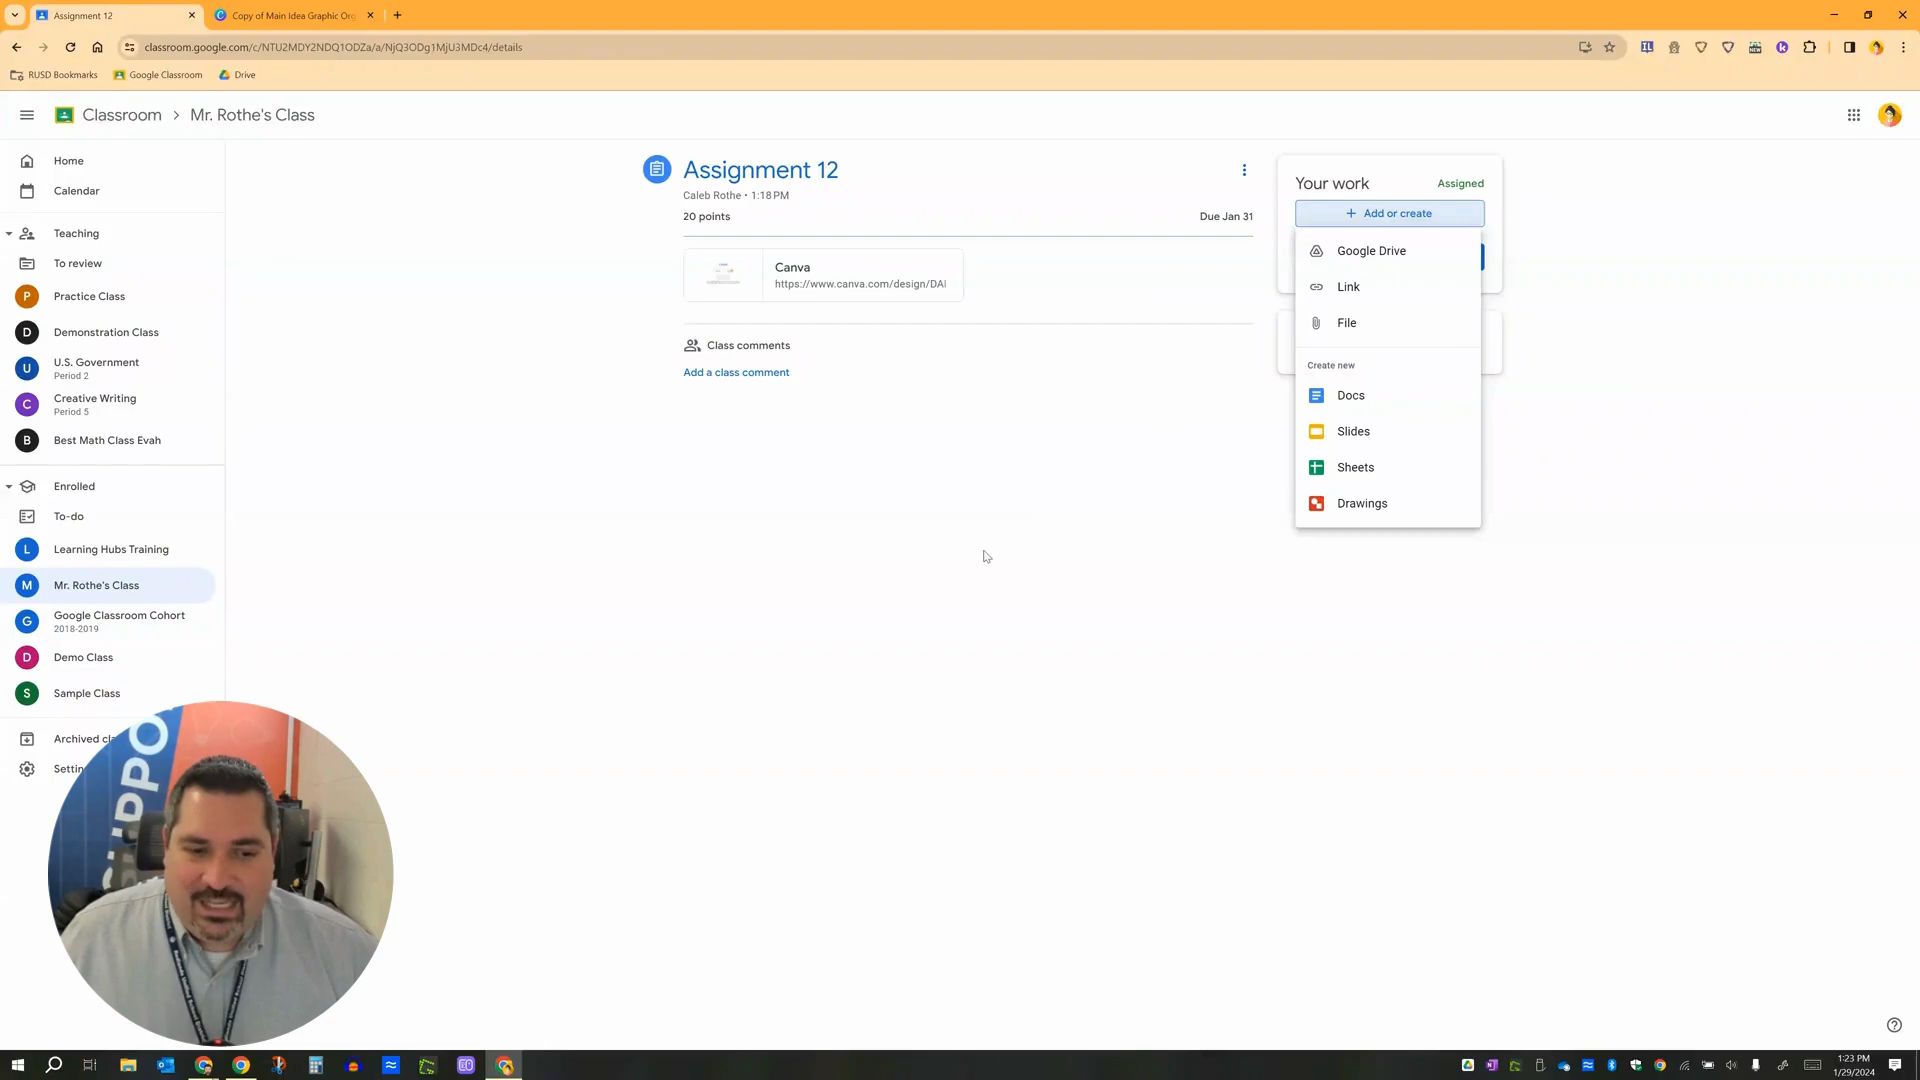 Assignment 12
Copy of Main Idea Graphic Org
classroom.google.com/c/NTU2MDY2NDQ1ODZa/a/NjQ3ODg1MjU3MDc4/details
RUSD Bookmarks
Google Classroom
Drive
Classroom
Mr. Rothe's Class
Home
Calendar
Teaching
To review
P Practice Class
D Demonstration Class
U U.S. Government
Period 2
C Creative Writing
Period 5
B Best Math Class Evah
Enrolled
To-do
L Learning Hubs Training
M Mr. Rothe's Class
G Google Classroom Cohort
2018-2019
D Demo Class
S Sample Class
Archived cla
Settin
Assignment 12
Caleb Rothe • 1:18 PM
20 points
Due Jan 31
Canva
https://www.canva.com/design/DAI
Class comments
Add a class comment
Your work
Assigned
+ Add or create
Google Drive
Link
File
Create new
Docs
Slides
Sheets
Drawings
1:23 PM
1/29/2024